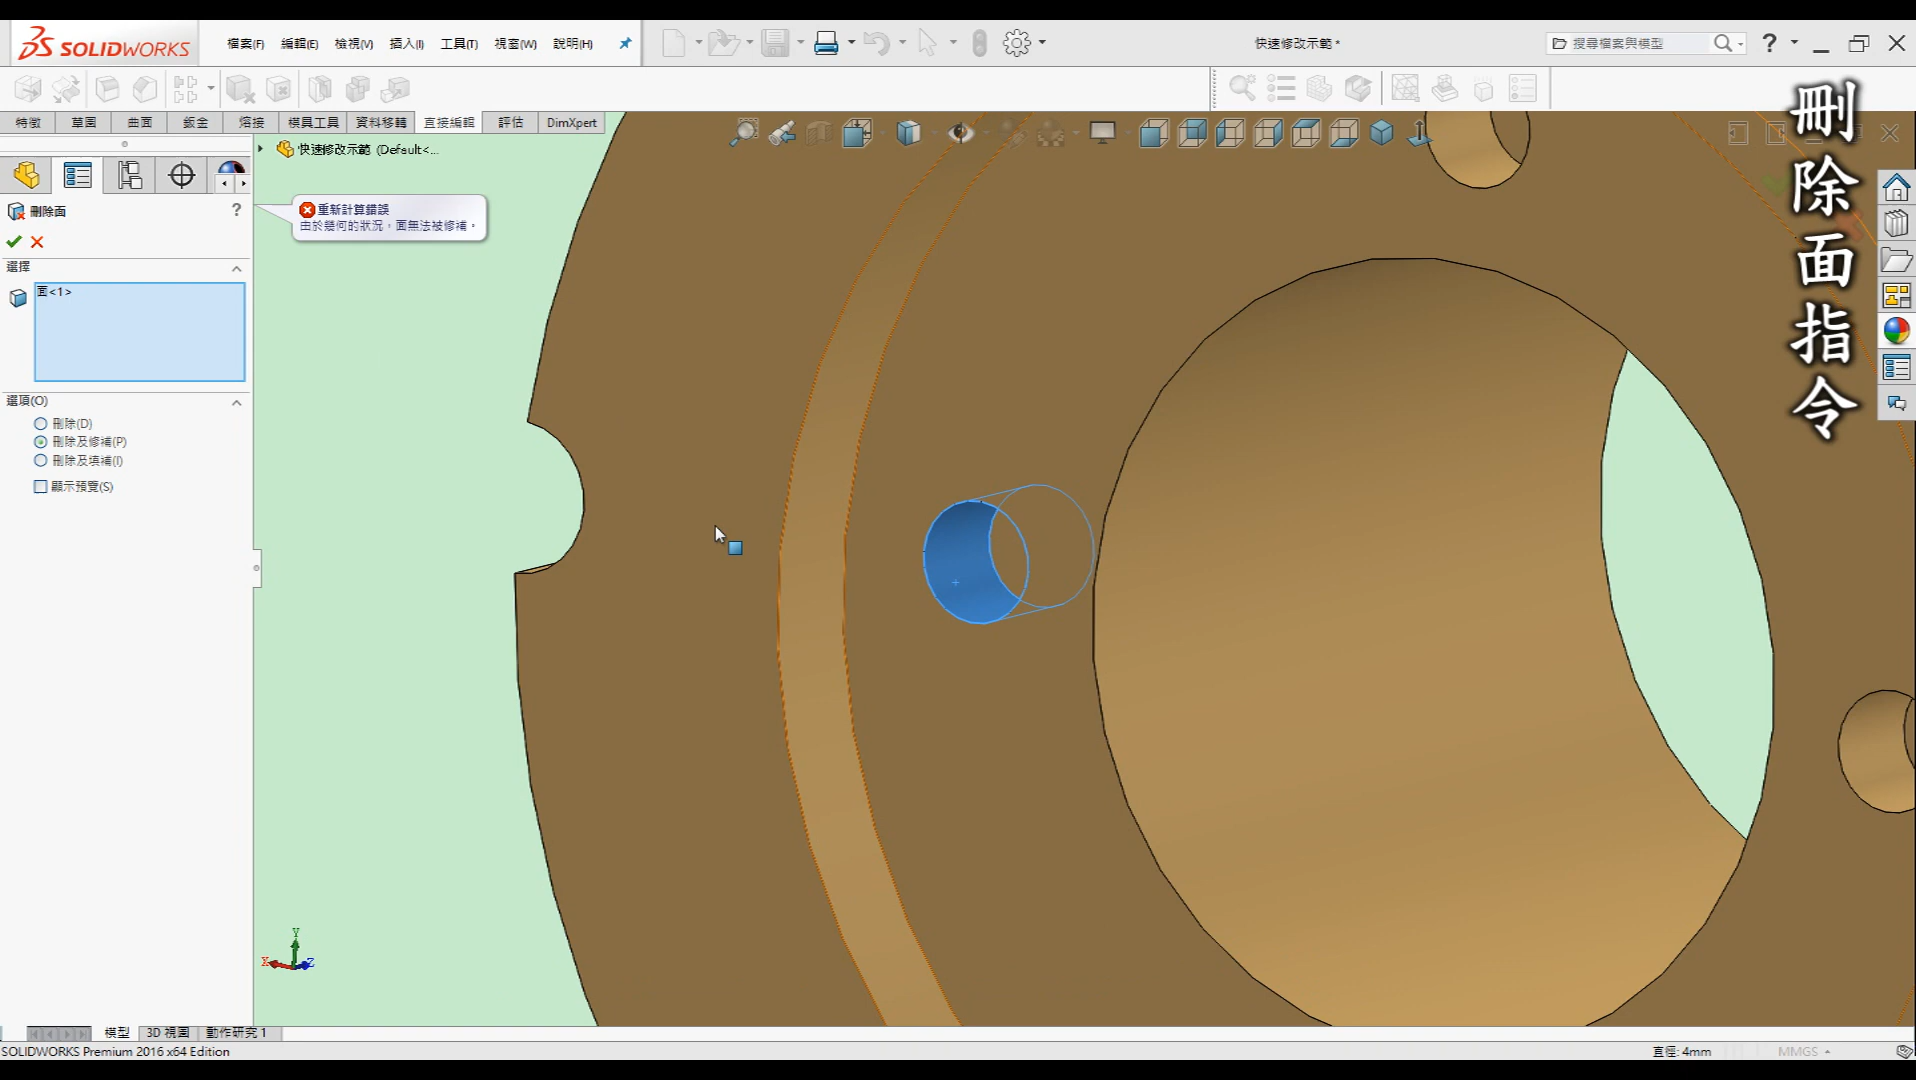 SOLIDWORKS
檔案(F) 編輯(E) 檢視(V) 插入(I) 工具(T) 視窗(W) 說明(H)
快速修改示範 *
搜尋檔案與模型
特徵 草圖 曲面 鈑金 熔接 模具工具 資料移轉 直接編輯 評估 DimXpert
快速修改示範 (Default<...
刪除面
?
重新計算錯誤
由於幾何的狀況，面無法被修補。
選擇
面<1>
選項(O)
刪除(D)
刪除及修補(P)
刪除及填補(I)
顯示預覽(S)
刪除面指令
Y
X
Z
模型 3D 視圖 動作研究 1
SOLIDWORKS Premium 2016 x64 Edition
直徑: 4mm
MMGS